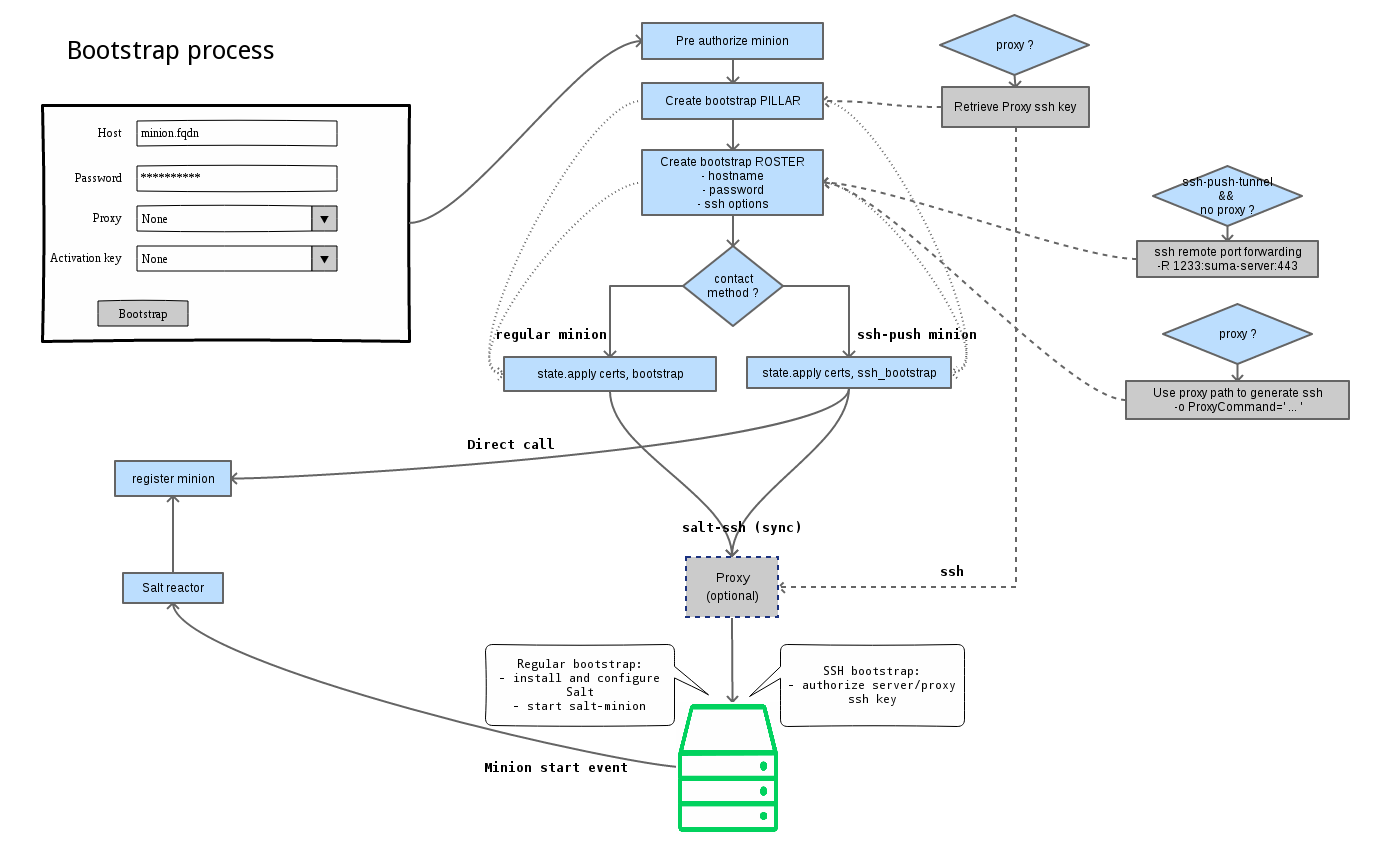 Bootstrap process
Host
minion.fqdn
Password
**********
Proxy
None
Activation key
None
Bootstrap
Pre authorize minion
Create bootstrap PILLAR
Create bootstrap ROSTER
- hostname
- password
- ssh options
contact
method ?
regular minion
ssh-push minion
state.apply certs, bootstrap
state.apply certs, ssh_bootstrap
proxy ?
Retrieve Proxy ssh key
ssh-push-tunnel
&&
no proxy ?
ssh remote port forwarding
-R 1233:suma-server:443
proxy ?
Use proxy path to generate ssh
-o ProxyCommand='...'
Direct call
register minion
salt-ssh (sync)
Salt reactor
Proxy
(optional)
ssh
Regular bootstrap:
- install and configure
Salt
- start salt-minion
SSH bootstrap:
- authorize server/proxy
ssh key
Minion start event